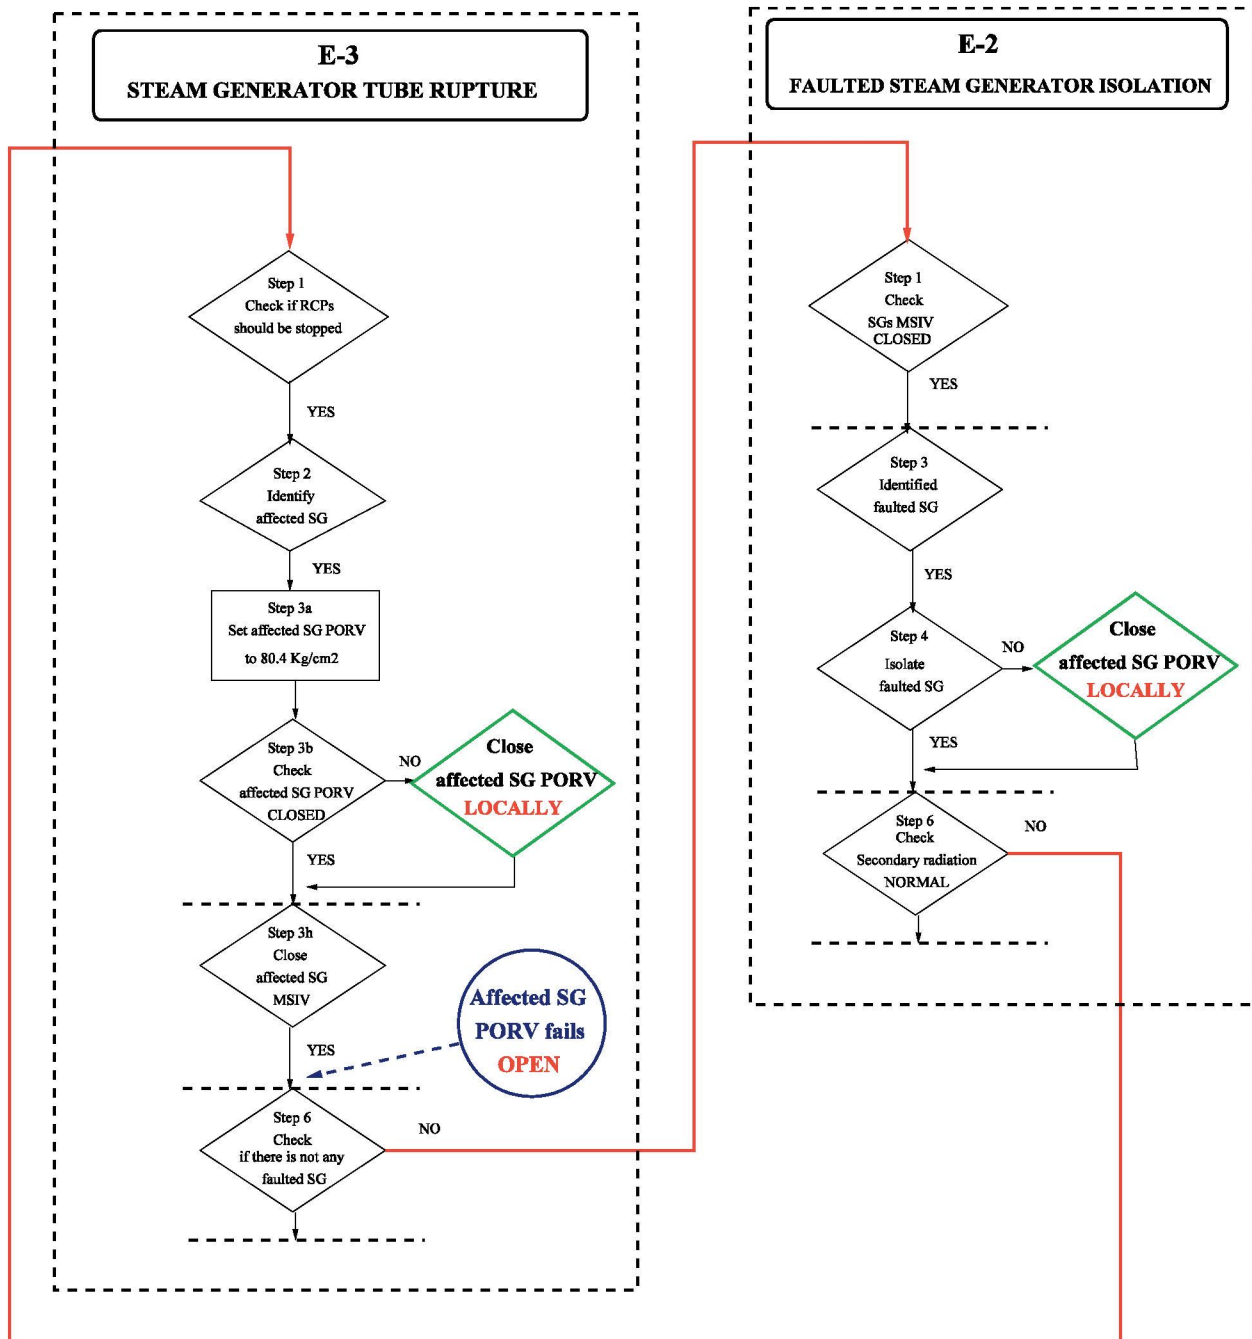 E-3
STEAM GENERATOR TUBE RUPTURE
Step 1
Check if RCPs
should be stopped
YES
Step 2
Identify
affected SG
YES
Step 3a
Set affected SG PORV
to 80.4 Kg/cm2
Step 3b
Check
affected SG PORV
CLOSED
NO
Close
affected SG PORV
LOCALLY
YES
Step 3h
Close
affected SG
MSIV
YES
Affected SG
PORV fails
OPEN
Step 6
Check
if there is not any
faulted SG
NO
E-2
FAULTED STEAM GENERATOR ISOLATION
Step 1
Check
SGs MSIV
CLOSED
YES
Step 3
Identified
faulted SG
YES
Step 4
Isolate
faulted SG
NO
Close
affected SG PORV
LOCALLY
YES
Step 6
Check
Secondary radiation
NORMAL
NO